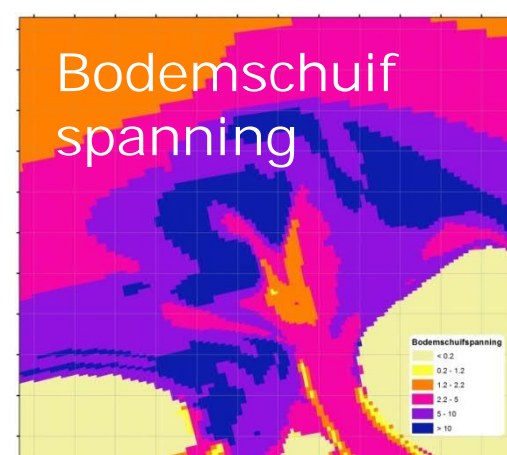 Bodemschuif
spanning
Bodemschuifspanning
< 0.2
0.2 - 1.2
1.2 - 2.2
2.2 - 5
5 - 10
> 10